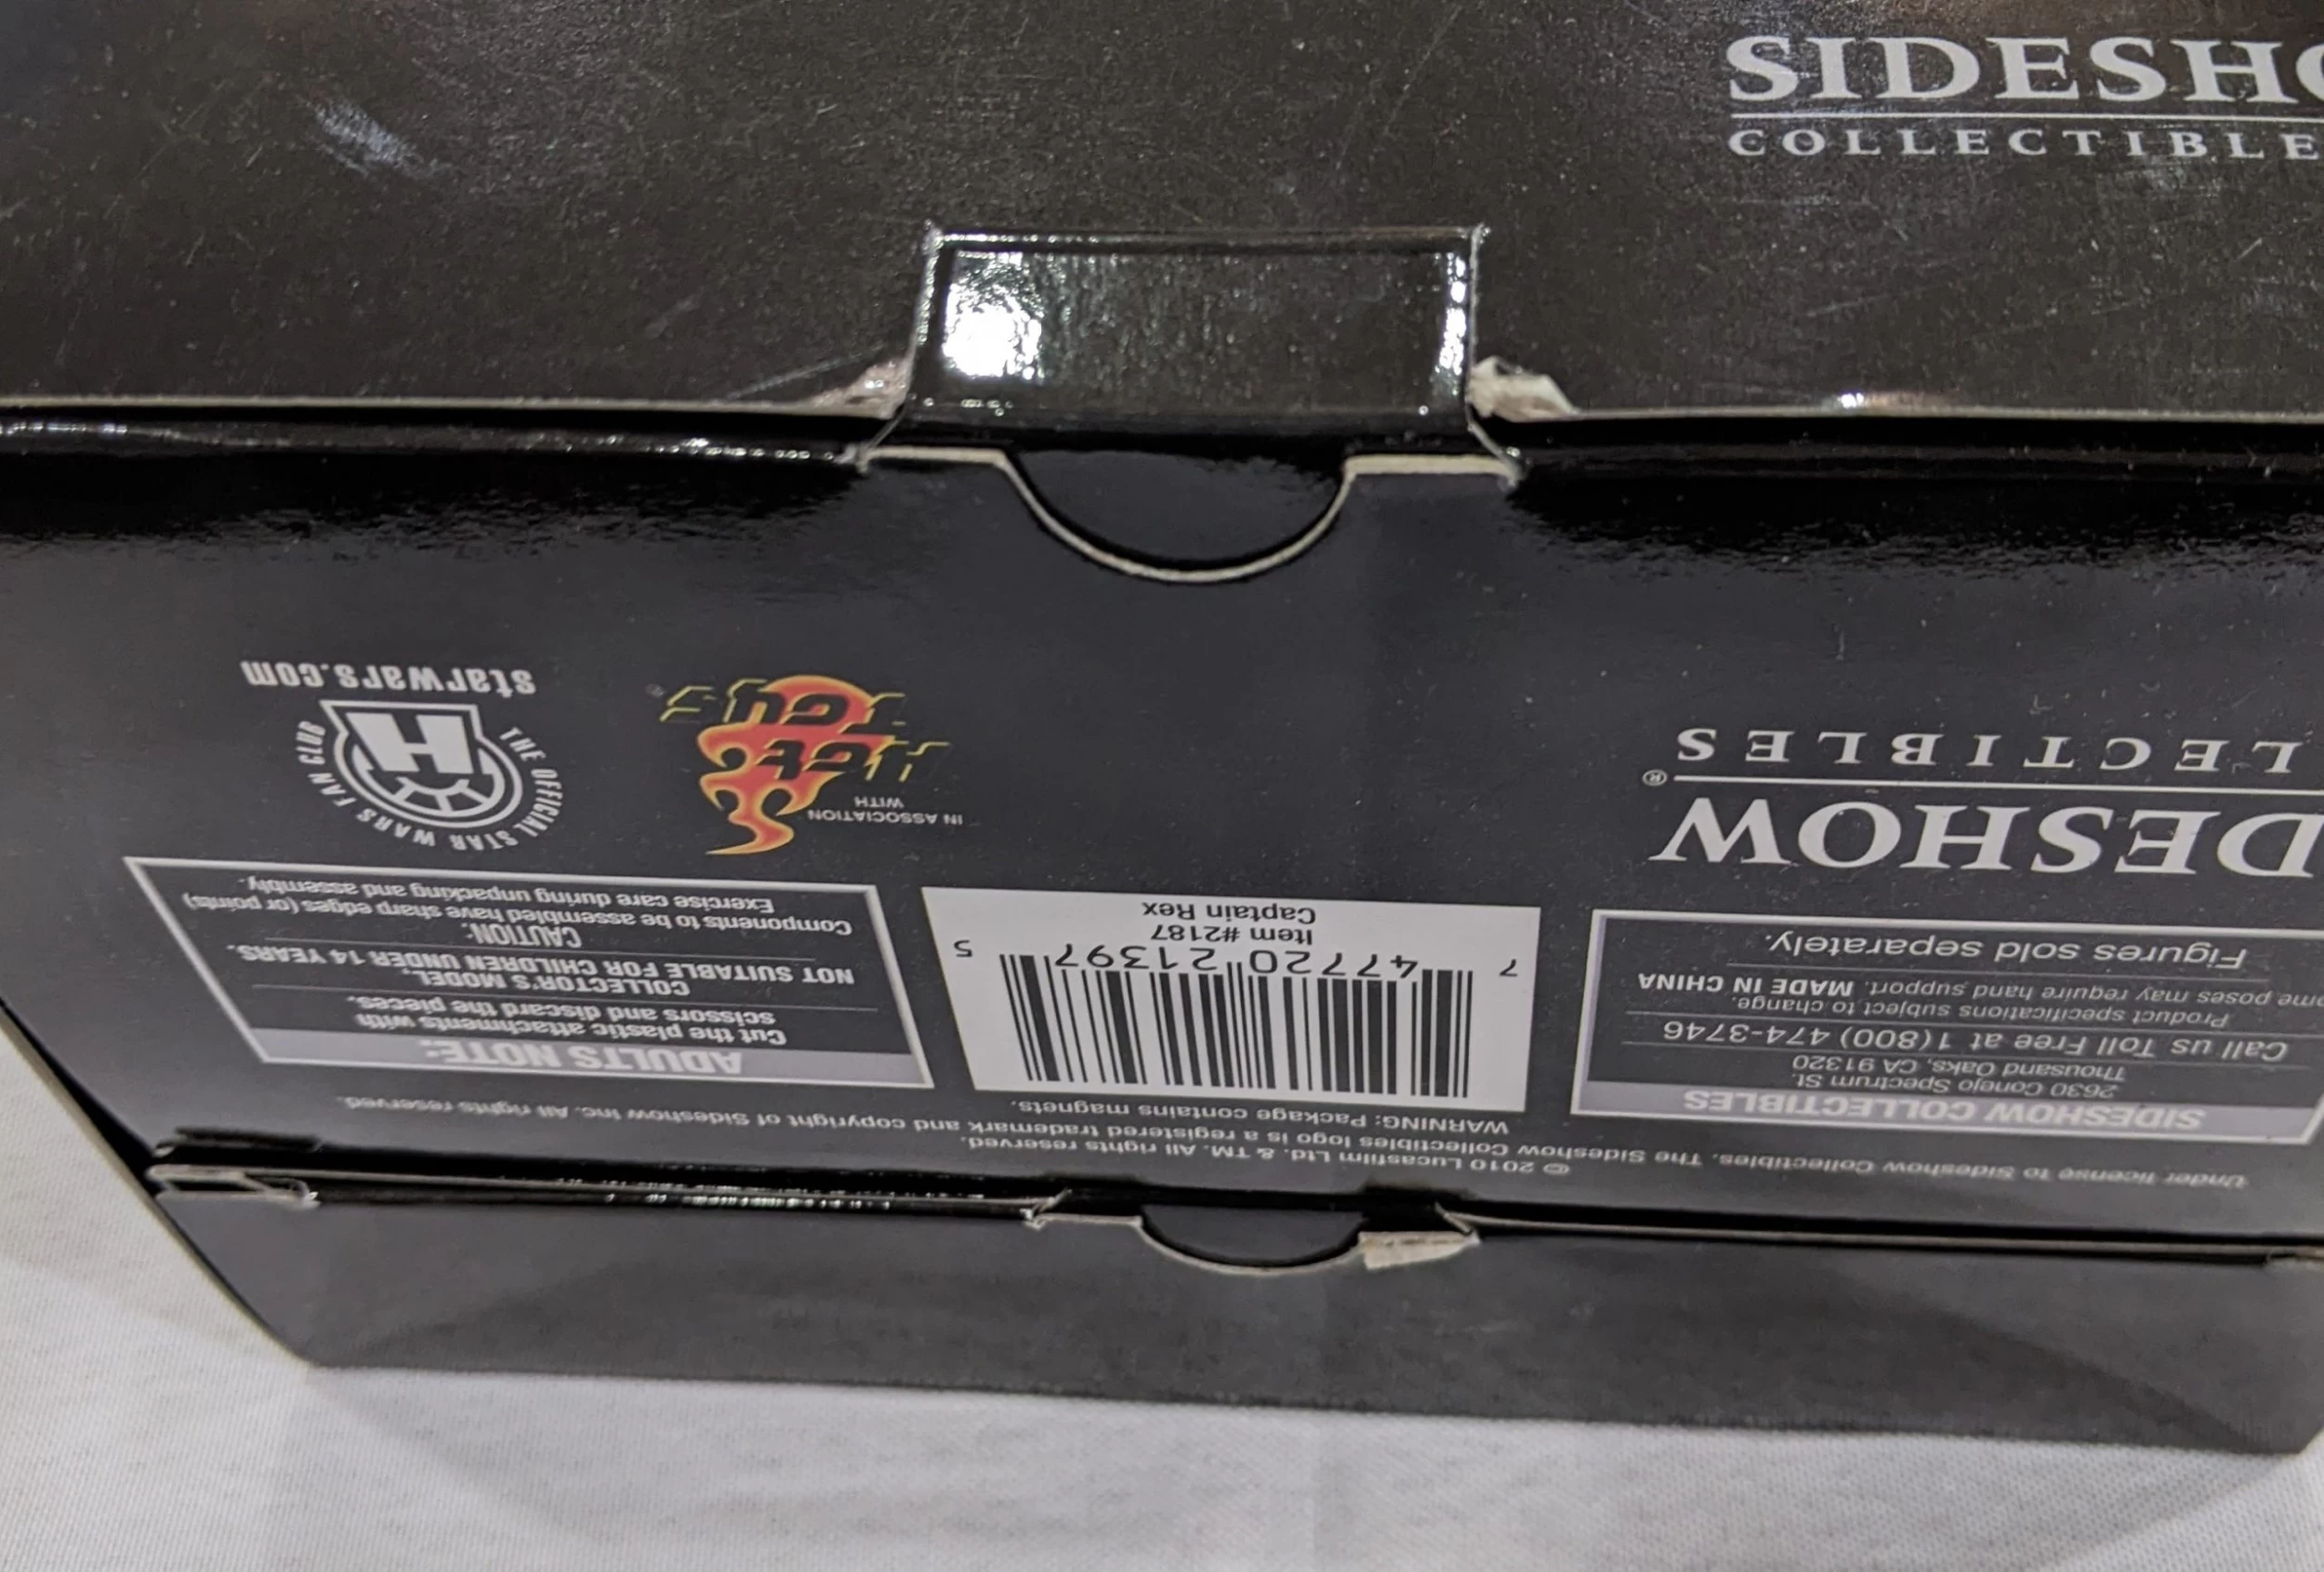 SIDESHO
COLLECTIBLE
Under license to Sideshow Collectibles. The Sideshow Collectibles logo is a registered trademark and copyright of Sideshow Inc. All rights reserved.
© 2010 Lucasfilm Ltd. & TM. All rights reserved.
WARNING: Package contains magnets.
SIDESHOW COLLECTIBLES
2630 Conejo Spectrum St.
Thousand Oaks, CA 91320
Call us Toll Free at 1(800) 474-3746
Product specifications subject to change.
me poses may require hand support. MADE IN CHINA
Figures sold separately.
7 47720 21397 5
Item #2187
Captain Rex
ADULTS NOTE:
Cut the plastic attachments with
scissors and discard the pieces.
COLLECTOR'S MODEL,
NOT SUITABLE FOR CHILDREN UNDER 14 YEARS.
CAUTION:
Components to be assembled have sharp edges (or points)
Exercise care during unpacking and assembly.
DESHOW
LECTIBLES®
IN ASSOCIATION
WITH
Hot
Toys
THE OFFICIAL STAR WARS FAN CLUB
H
starwars.com